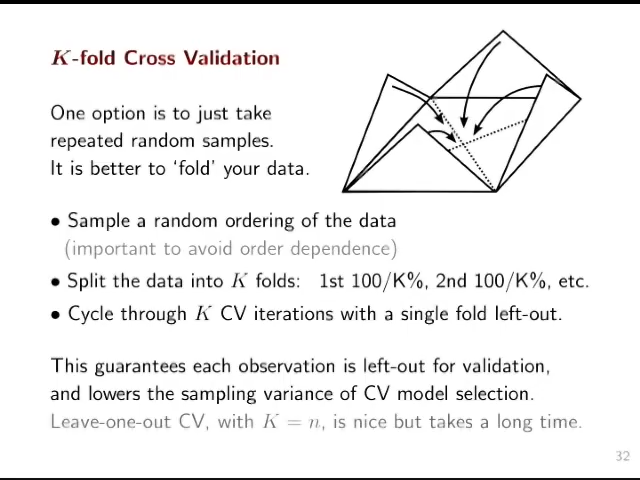 K-fold Cross Validation
One option is to just take
repeated random samples.
It is better to ‘fold’ your data.
• Sample a random ordering of the data
(important to avoid order dependence)
• Split the data into K folds: 1st 100/K%, 2nd 100/K%, etc.
• Cycle through K CV iterations with a single fold left-out.
This guarantees each observation is left-out for validation,
and lowers the sampling variance of CV model selection.
Leave-one-out CV, with K = n, is nice but takes a long time.
32